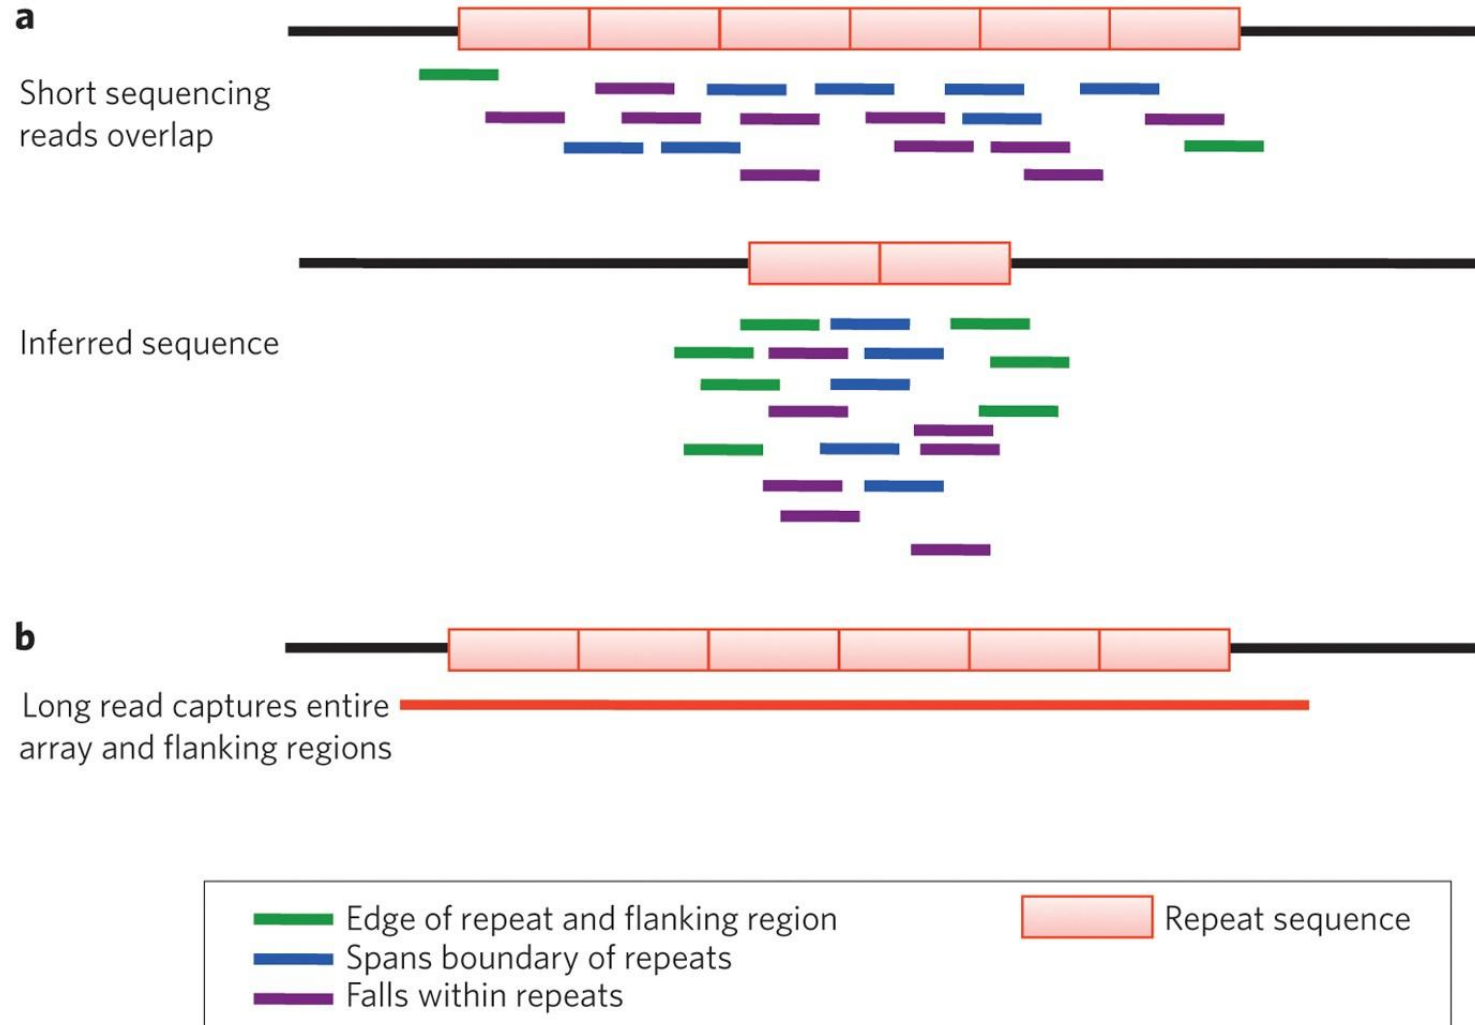 a
Short sequencing
reads overlap
Inferred sequence
b
Long read captures entire
array and flanking regions
Edge of repeat and flanking region
Repeat sequence
Spans boundary of repeats
Falls within repeats